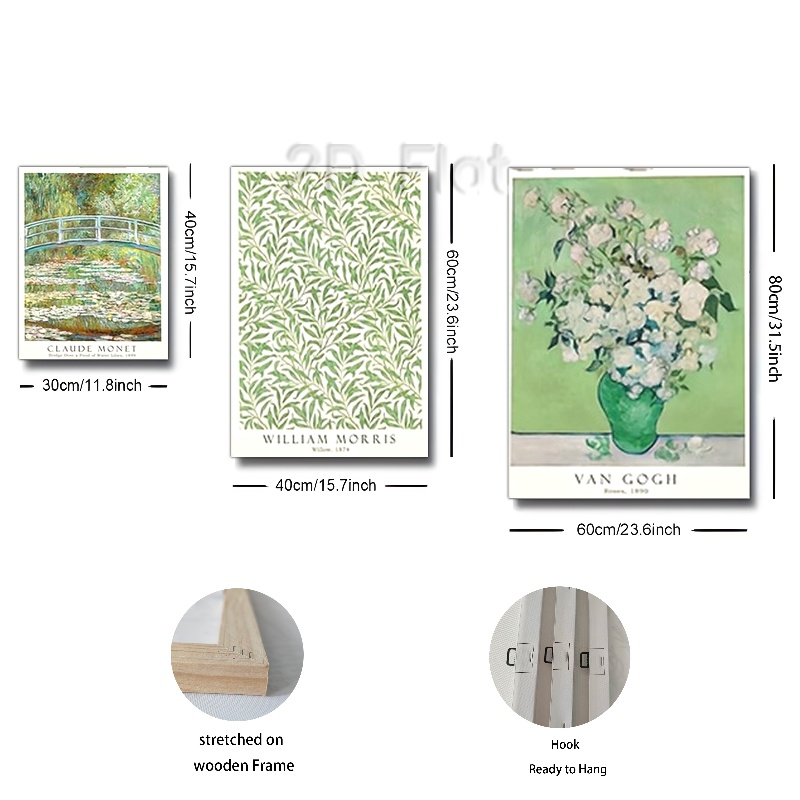 2D Flat
40cm/15.7inch
CLAUDE MONET
Bridge Over a Pond of Water Lilies, 1899
30cm/11.8inch
60cm/23.6inch
WILLIAM MORRIS
Willow, 1874
40cm/15.7inch
80cm/31.5inch
VAN GOGH
Roses, 1890
60cm/23.6inch
stretched on
wooden Frame
Hook
Ready to Hang